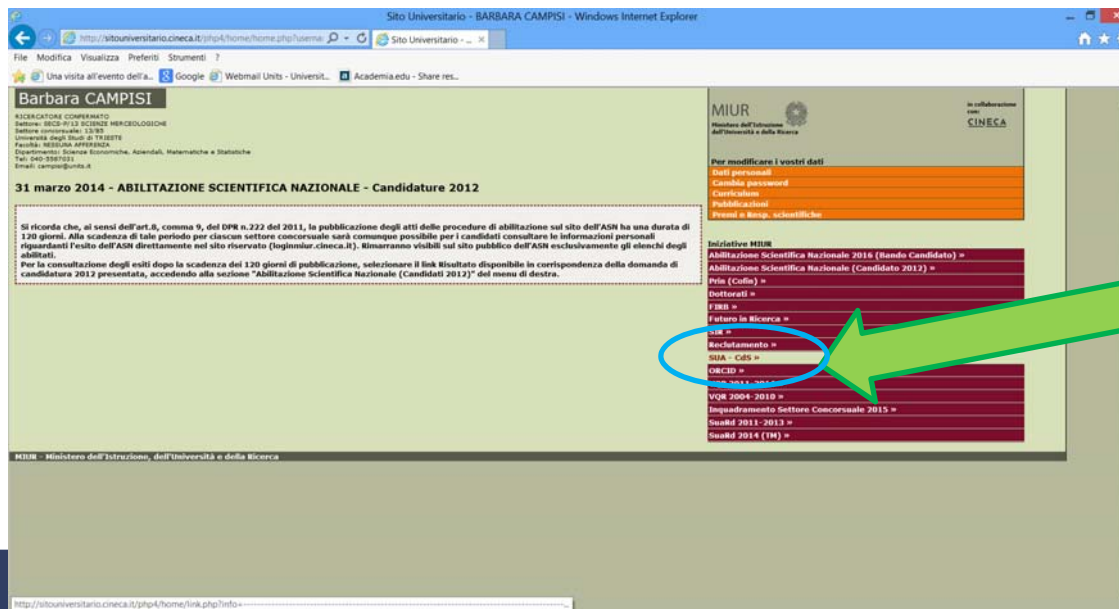 Sito Universitario - BARBARA CAMPISI - Windows Internet Explorer
http://sitouniversitario.cineca.it/php4/home/home.php?userna:
Sito Universitario - ...
File Modifica Visualizza Preferiti Strumenti ?
Una visita all'evento dell'a... Google Webmail Units - Universit... Academia.edu - Share res...
Barbara CAMPISI
RICERCATORE CONFERMATO
Settore: SECS-P/13 SCIENZE MERCEOLOGICHE
Settore concorsuale: 13/B5
Università degli Studi di TRIESTE
Facoltà: NESSUNA AFFERENZA
Dipartimento: Scienze Economiche, Aziendali, Matematiche e Statistiche
Tel: 040-5587031
Email: campisi@units.it
31 marzo 2014 - ABILITAZIONE SCIENTIFICA NAZIONALE - Candidature 2012
Si ricorda che, ai sensi dell'art.8, comma 9, del DPR n.222 del 2011, la pubblicazione degli atti delle procedure di abilitazione sul sito dell'ASN ha una durata di
120 giorni. Alla scadenza di tale periodo per ciascun settore concorsuale sarà comunque possibile per i candidati consultare le informazioni personali
riguardanti l'esito dell'ASN direttamente nel sito riservato (loginmiur.cineca.it). Rimarranno visibili sul sito pubblico dell'ASN esclusivamente gli elenchi degli
abilitati.
Per la consultazione degli esiti dopo la scadenza dei 120 giorni di pubblicazione, selezionare il link Risultato disponibile in corrispondenza della domanda di
candidatura 2012 presentata, accedendo alla sezione "Abilitazione Scientifica Nazionale (Candidati 2012)" del menu di destra.
MIUR
Ministero dell'Istruzione
dell'Università e della Ricerca
in collaborazione
con:
CINECA
Per modificare i vostri dati
Dati personali
Cambia password
Curriculum
Pubblicazioni
Premi e Resp. scientifiche
Iniziative MIUR
Abilitazione Scientifica Nazionale 2016 (Bando Candidato) »
Abilitazione Scientifica Nazionale (Candidato 2012) »
Prin (Cofin) »
Dottorati »
FIRB »
Futuro in Ricerca »
SIR »
Reclutamento »
SUA - CdS »
ORCID »
VQR 2011-2014 »
VQR 2004-2010 »
Inquadramento Settore Concorsuale 2015 »
SuaRd 2011-2013 »
SuaRd 2014 (TM) »
MIUR - Ministero dell'Istruzione, dell'Università e della Ricerca
http://sitouniversitario.cineca.it/php4/home/link.php?info=